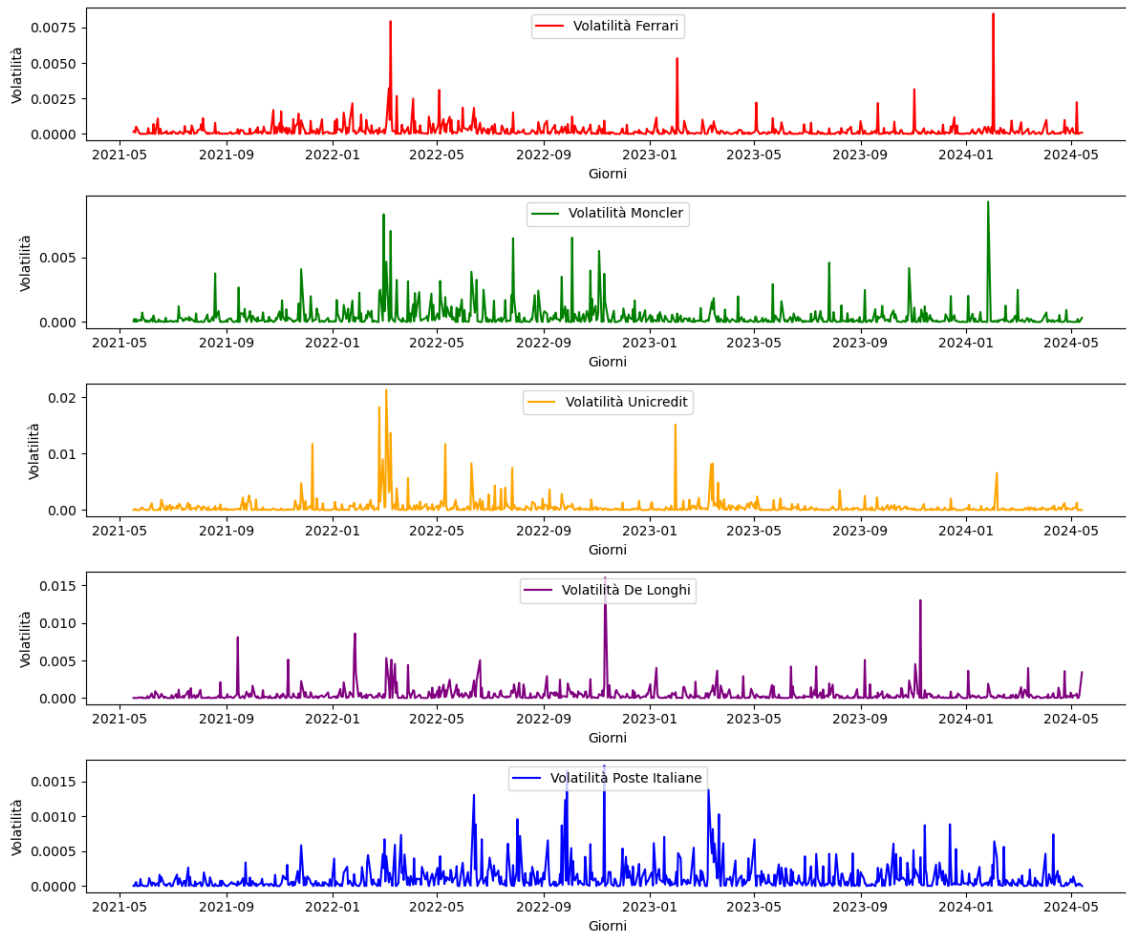 Volatilità Ferrari
Volatilità
0.0075
0.0050
0.0025
0.0000
2021-05 2021-09 2022-01 2022-05 2022-09 2023-01 2023-05 2023-09 2024-01 2024-05
Giorni
Volatilità Moncler
Volatilità
0.005
0.000
2021-05 2021-09 2022-01 2022-05 2022-09 2023-01 2023-05 2023-09 2024-01 2024-05
Giorni
Volatilità Unicredit
Volatilità
0.02
0.01
0.00
2021-05 2021-09 2022-01 2022-05 2022-09 2023-01 2023-05 2023-09 2024-01 2024-05
Giorni
Volatilità De Longhi
Volatilità
0.015
0.010
0.005
0.000
2021-05 2021-09 2022-01 2022-05 2022-09 2023-01 2023-05 2023-09 2024-01 2024-05
Giorni
Volatilità Poste Italiane
Volatilità
0.0015
0.0010
0.0005
0.0000
2021-05 2021-09 2022-01 2022-05 2022-09 2023-01 2023-05 2023-09 2024-01 2024-05
Giorni